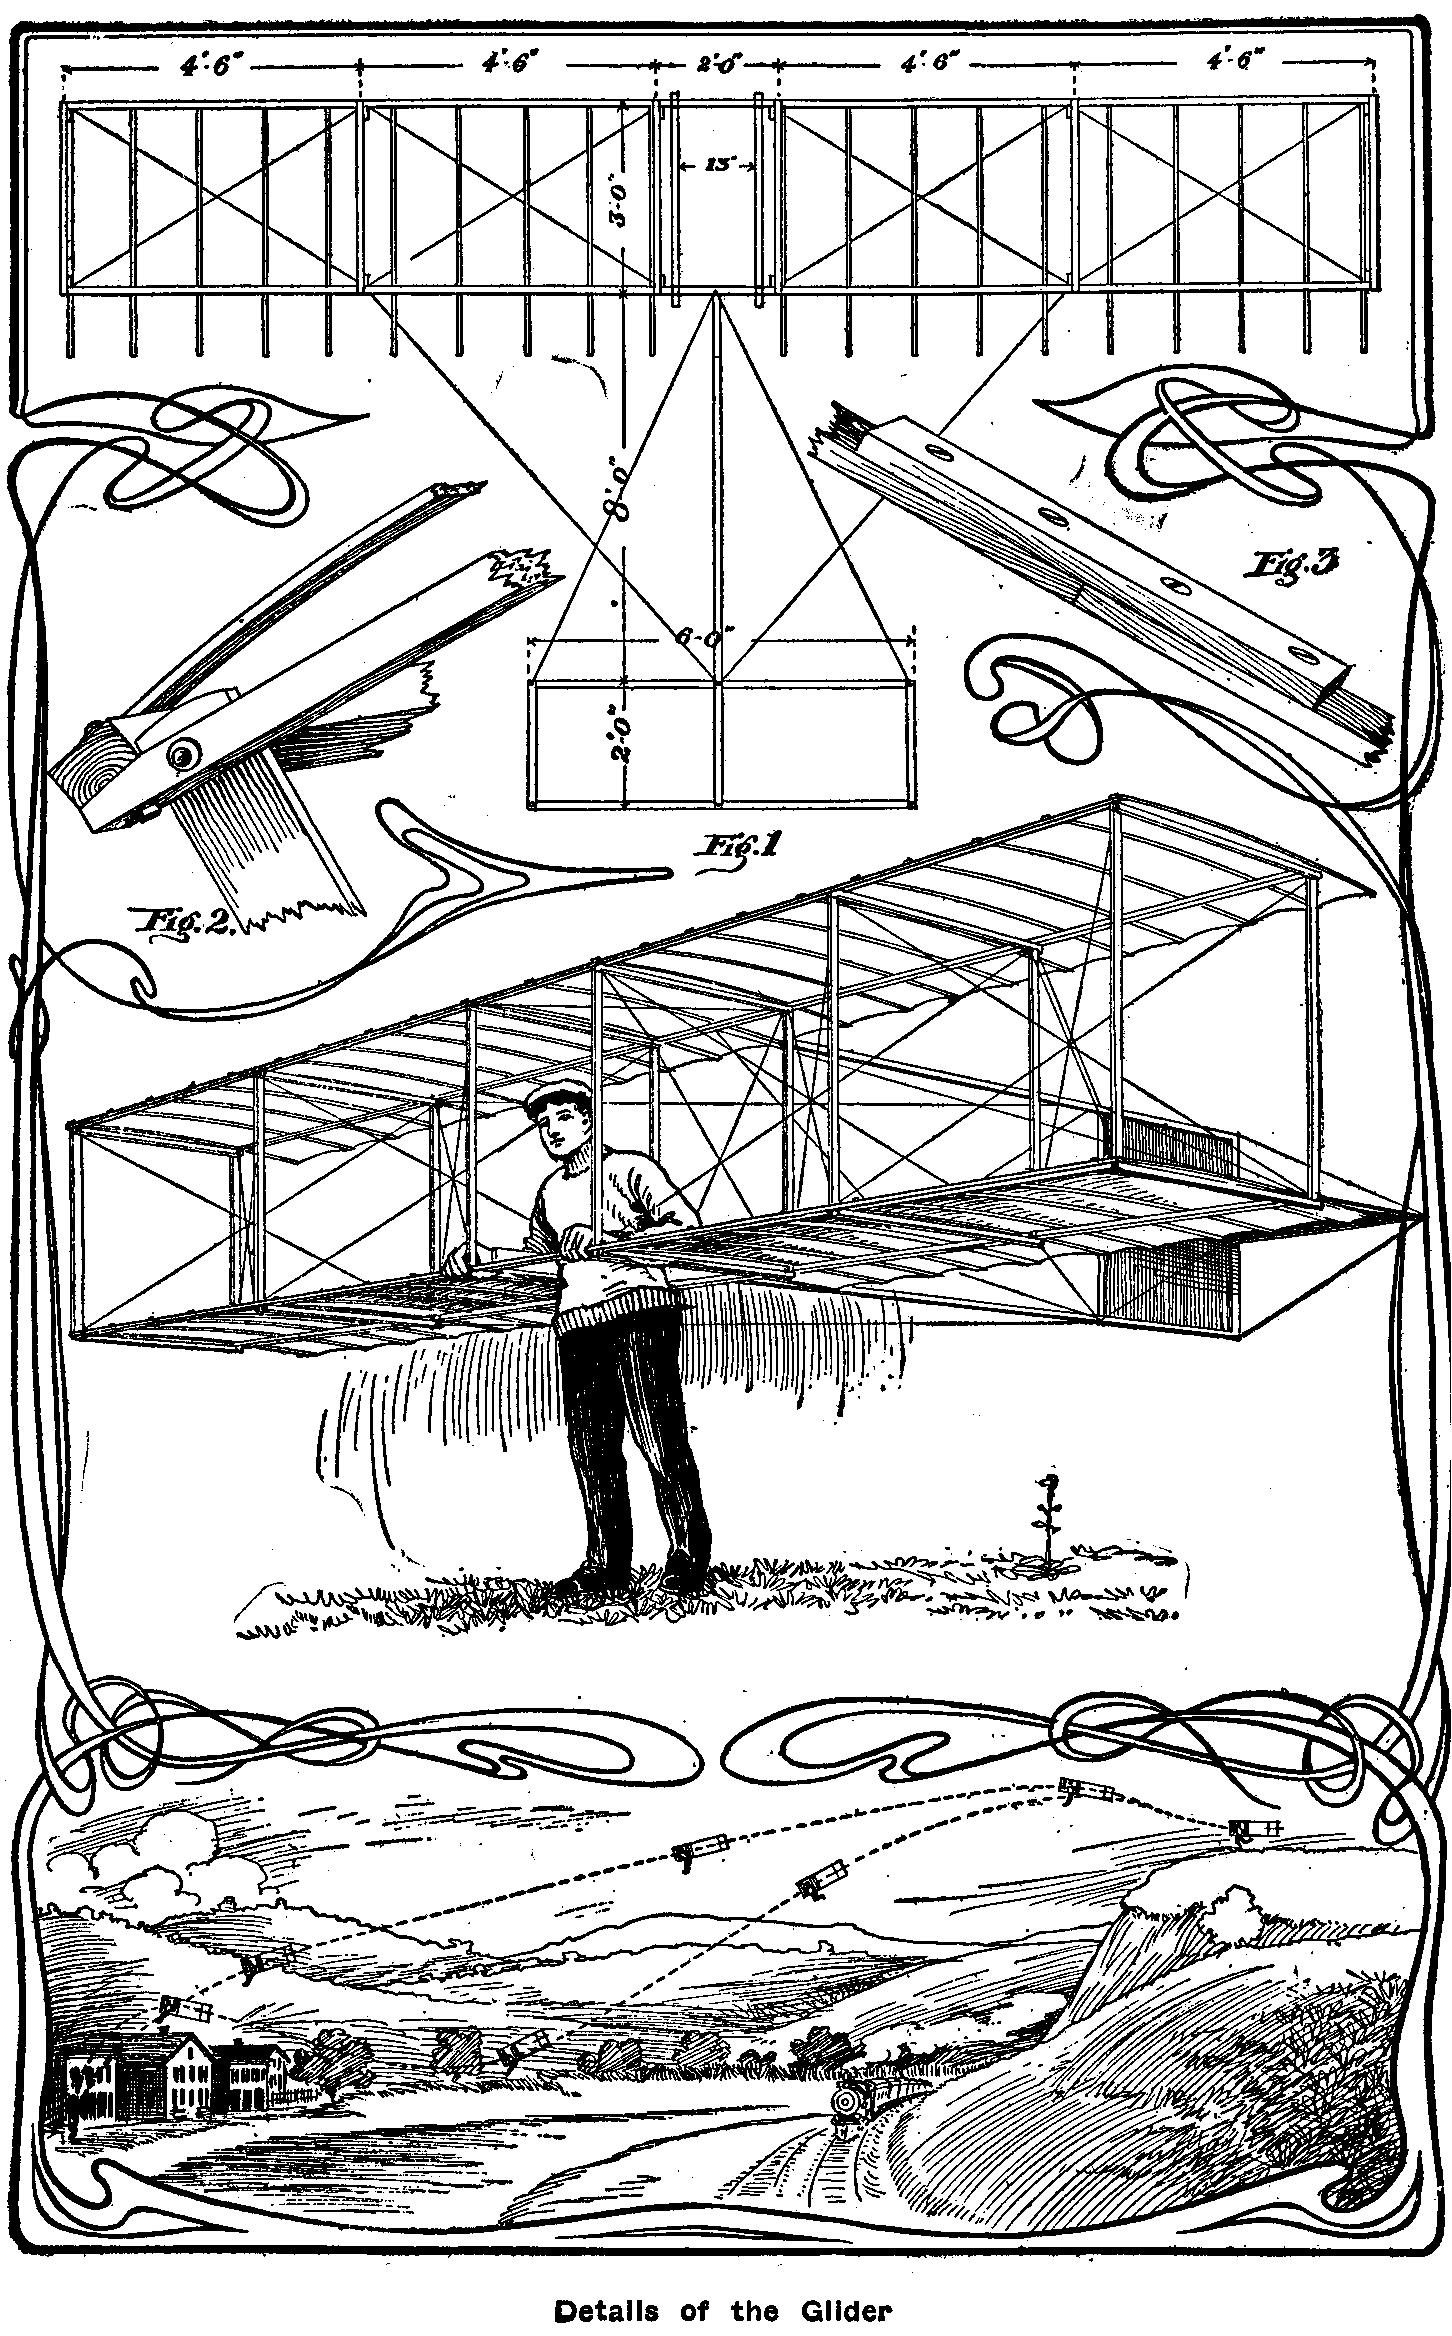 4'-6" 4'-6" 2'-0" 4'-6" 4'-6"
13"
3'-0"
8'-0"
Fig.3
6'-0"
2'-0"
Fig.1
Fig.2.
Details of the Glider